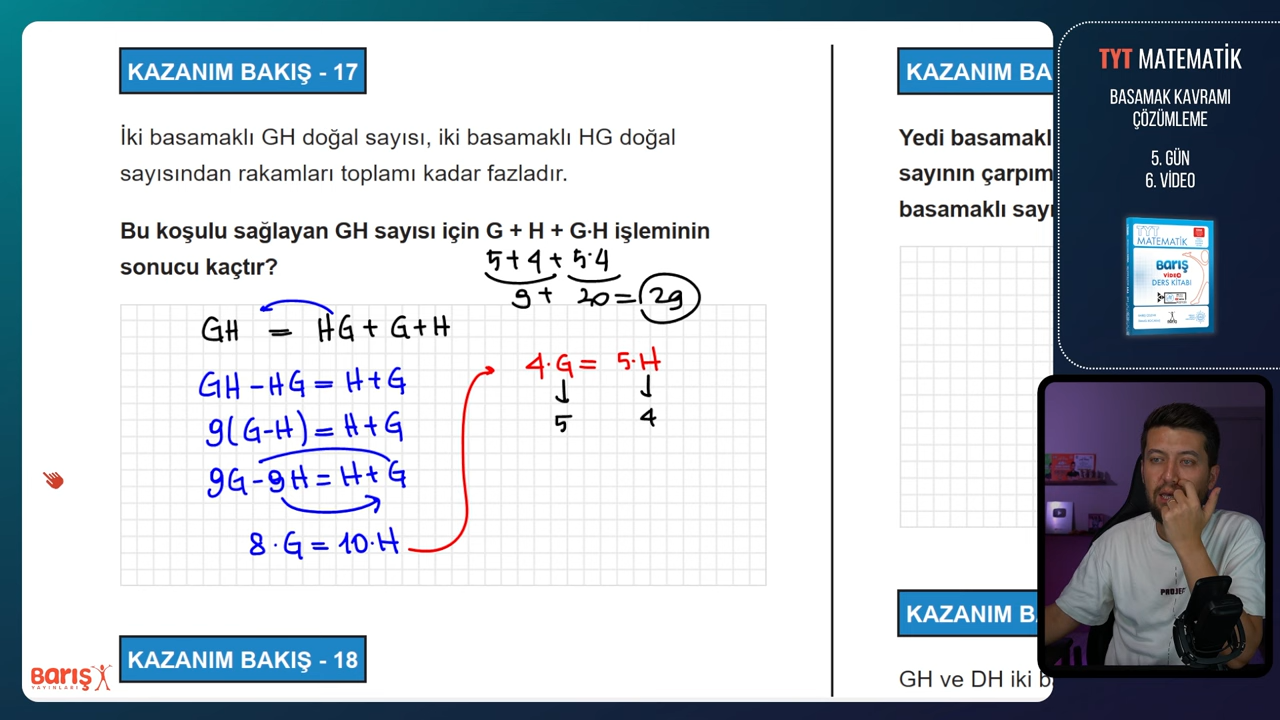 KAZANIM BAKIŞ - 17
İki basamaklı GH doğal sayısı, iki basamaklı HG doğal
sayısından rakamları toplamı kadar fazladır.
Bu koşulu sağlayan GH sayısı için G + H + G·H işleminin
sonucu kaçtır?
5+4+5·4
9+ 20=29
GH = HG+G+H
GH-HG=H+G
9(G-H)=H+G
9G-9H=H+G
8·G=10·H
4·G= 5·H
5 4
KAZANIM BAKIŞ - 18
BARIŞ
YAYINLARI
KAZANIM BA
Yedi basamakl
sayının çarpım
basamaklı say
KAZANIM B
GH ve DH iki b
TYT MATEMATİK
BASAMAK KAVRAMI
ÇÖZÜMLEME
5. GÜN
6. VİDEO
TYT
MATEMATİK
BARIŞ
VİDEO
DERS KİTABI
PROJE